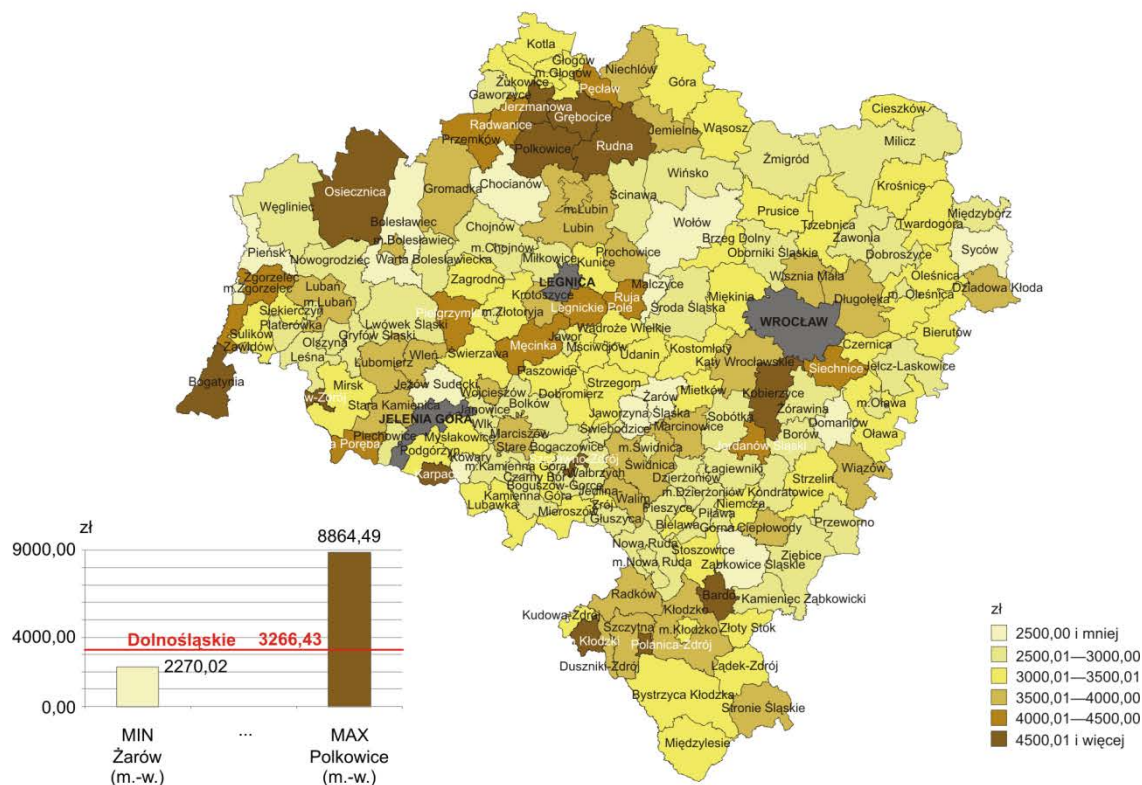 Kotla
Głogów
m.Głogów
Żukowice
Gaworzyce
Pęcław
Niechlów
Góra
Jerzmanowa
Grębocice
Radwanice
Przemków
Polkowice
Rudna
Jemielno
Wąsosz
Cieszków
Milicz
Żmigród
Osiecznica
Gromadka
Chocianów
Ścinawa
Wińsko
Krośnice
Węgliniec
Bolesławiec
m.Bolesławiec
m.Lubin
Lubin
Wołów
Prusice
Trzebnica
Twardogóra
Międzybórz
Chojnów
m.Chojnów
Brzeg Dolny
Zawonia
Syców
Pieńsk
Nowogrodziec
Warta Bolesławiecka
Miłkowice
Kunice
Prochowice
Oborniki Śląskie
Dobroszyce
Zgorzelec
m.Zgorzelec
Lubań
m.Lubań
Zagrodno
LEGNICA
Malczyce
Wisznia Mała
Oleśnica
m. Oleśnica
Dziadowa Kłoda
Krotoszyce
Ruja
Środa Śląska
Miękinia
Długołęka
Siekierczyn
Pielgrzymka
m.Złotoryja
Legnickie Pole
WROCŁAW
Sulików
Platerówka
Lwówek Śląski
Wądroże Wielkie
Bierutów
Zawidów
Olszyna
Gryfów Śląski
Męcinka
Jawor
Mściwojów
Udanin
Kostomłoty
Czernica
Leśna
Lubomierz
Wleń
Świerzawa
Paszowice
Kąty Wrocławskie
Siechnice
Jelcz-Laskowice
Bogatynia
Mirsk
Jeżów Sudecki
Wojcieszów
Dobromierz
Strzegom
Żarów
Mietków
Kobierzyce
Żórawina
m.Oława
w-Zdrój
Stara Kamienica
Janowice
Wlk.
Bolków
Jaworzyna Śląska
Sobótka
Domaniów
JELENIA GÓRA
Marciszów
Świebodzice
Marcinowice
Borów
Oława
a Poręba
Piechowice
Mysłakowice
Stare Bogaczowice
m.Świdnica
Jordanów Śląski
Podgórzyn
Kowary
m.Kamienna Góra
Świdnica
Łagiewniki
Wiązów
Karpacz
Czarny Bór
Wałbrzych
Dzierżoniów
Strzelin
Boguszów-Gorce
m.Dzierżoniów
Kondratowice
Kamienna Góra
Jedlina-
Zrój
Walim
Pieszyce
Niemcza
Lubawka
Mieroszów
Głuszyca
Bielawa
Piława
Górna
Ciepłowody
Przeworno
Nowa Ruda
m.Nowa Ruda
Stoszowice
Ząbkowice Śląskie
Ziębice
Radków
Bardo
Kamieniec Ząbkowicki
Kudowa-Zdrój
Kłodzko
Szczytna
m.Kłodzko
Złoty Stok
Kłodzki
Polanica-Zdrój
Duszniki-Zdrój
Lądek-Zdrój
Bystrzyca Kłodzka
Stronie Śląskie
Międzylesie
zł
9000,00
4000,00
0,00
Dolnośląskie 3266,43
2270,02
8864,49
MIN ... MAX
Żarów Polkowice
(m.-w.) (m.-w.)
zł
2500,00 i mniej
2500,01—3000,00
3000,01—3500,01
3500,01—4000,00
4000,01—4500,00
4500,01 i więcej